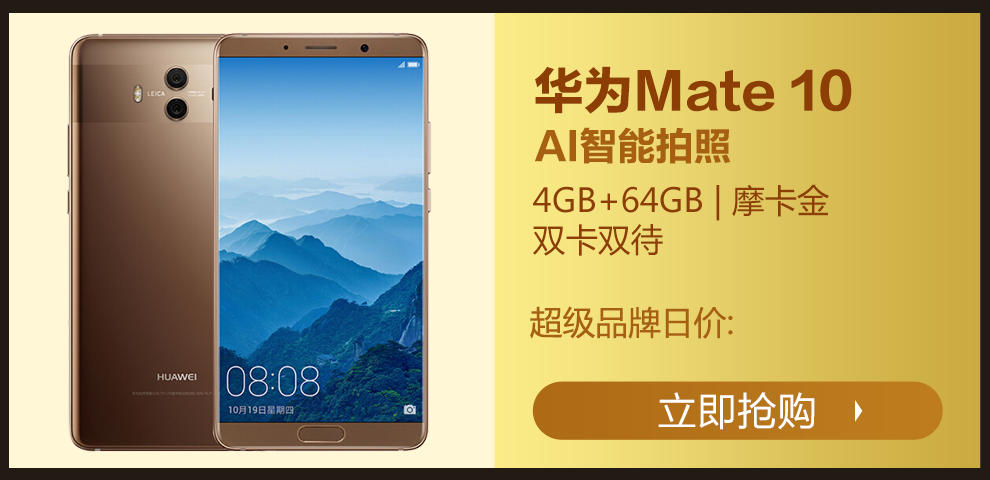 LEICA
HUAWEI
08:08
10月19日星期四
华为Mate 10
AI智能拍照
4GB+64GB | 摩卡金
双卡双待
超级品牌日价:
立即抢购